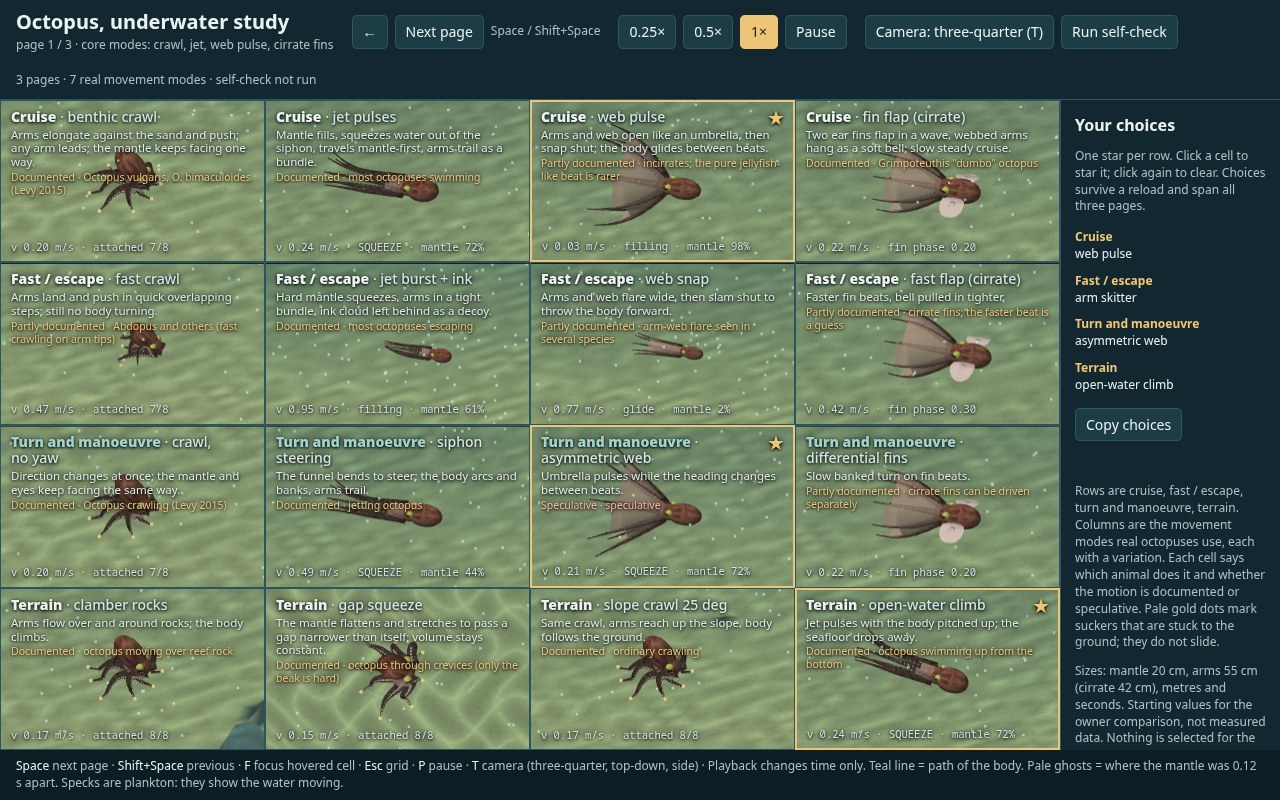 Octopus, underwater study
page 1 / 3 · core modes: crawl, jet, web pulse, cirrate fins
← Next page Space / Shift+Space 0.25× 0.5× 1× Pause Camera: three-quarter (T) Run self-check
3 pages · 7 real movement modes · self-check not run
Cruise · benthic crawl
Arms elongate against the sand and push;
any arm leads; the mantle keeps facing one
way.
Documented · Octopus vulgaris, O. bimaculoides
(Levy 2015)
v 0.20 m/s · attached 7/8
Cruise · jet pulses
Mantle fills, squeezes water out of the
siphon, travels mantle-first, arms trail as a
bundle.
Documented · most octopuses swimming
v 0.24 m/s · SQUEEZE · mantle 72%
Cruise · web pulse ★
Arms and web open like an umbrella, then
snap shut; the body glides between beats.
Partly documented · incirrates; the pure jellyfish-
like beat is rarer
v 0.03 m/s · filling · mantle 98%
Cruise · fin flap (cirrate)
Two ear fins flap in a wave, webbed arms
hang as a soft bell, slow steady cruise.
Documented · Grimpoteuthis "dumbo" octopus
v 0.22 m/s · fin phase 0.20
Fast / escape · fast crawl
Arms land and push in quick overlapping
steps; still no body turning.
Partly documented · Abdopus and others (fast
crawling on arm tips)
v 0.47 m/s · attached 7/8
Fast / escape · jet burst + ink
Hard mantle squeezes, arms in a tight
bundle, ink cloud left behind as a decoy.
Documented · most octopuses escaping
v 0.95 m/s · filling · mantle 61%
Fast / escape · web snap
Arms and web flare wide, then slam shut to
throw the body forward.
Partly documented · arm-web flare seen in
several species
v 0.77 m/s · glide · mantle 2%
Fast / escape · fast flap (cirrate)
Faster fin beats, bell pulled in tighter.
Partly documented · cirrate fins; the faster beat is
a guess
v 0.42 m/s · fin phase 0.30
Turn and manoeuvre · crawl,
no yaw
Direction changes at once; the mantle and
eyes keep facing the same way.
Documented · Octopus crawling (Levy 2015)
v 0.20 m/s · attached 7/8
Turn and manoeuvre · siphon
steering
The funnel bends to steer; the body arcs and
banks, arms trail.
Documented · jetting octopus
v 0.49 m/s · SQUEEZE · mantle 44%
Turn and manoeuvre · ★
asymmetric web
Umbrella pulses while the heading changes
between beats.
Speculative · speculative
v 0.21 m/s · SQUEEZE · mantle 72%
Turn and manoeuvre ·
differential fins
Slow banked turn on fin beats.
Partly documented · cirrate fins can be driven
separately
v 0.22 m/s · fin phase 0.20
Terrain · clamber rocks
Arms flow over and around rocks; the body
climbs.
Documented · octopus moving over reef rock
v 0.17 m/s · attached 8/8
Terrain · gap squeeze
The mantle flattens and stretches to pass a
gap narrower than itself; volume stays
constant.
Documented · octopus through crevices (only the
beak is hard)
v 0.15 m/s · attached 8/8
Terrain · slope crawl 25 deg
Same crawl, arms reach up the slope, body
follows the ground.
Documented · ordinary crawling
v 0.17 m/s · attached 8/8
Terrain · open-water climb ★
Jet pulses with the body pitched up; the
seafloor drops away.
Documented · octopus swimming up from the
bottom
v 0.24 m/s · SQUEEZE · mantle 72%
Your choices
One star per row. Click a cell to
star it; click again to clear. Choices
survive a reload and span all
three pages.
Cruise
web pulse
Fast / escape
arm skitter
Turn and manoeuvre
asymmetric web
Terrain
open-water climb
Copy choices
Rows are cruise, fast / escape,
turn and manoeuvre, terrain.
Columns are the movement
modes real octopuses use, each
with a variation. Each cell says
which animal does it and whether
the motion is documented or
speculative. Pale gold dots mark
suckers that are stuck to the
ground; they do not slide.
Sizes: mantle 20 cm, arms 55 cm
(cirrate 42 cm), metres and
seconds. Starting values for the
owner comparison, not measured
data. Nothing is selected for the
Space next page · Shift+Space previous · F focus hovered cell · Esc grid · P pause · T camera (three-quarter, top-down, side) · Playback changes time only. Teal line = path of the body. Pale ghosts = where the mantle was 0.12
s apart. Specks are plankton: they show the water moving.